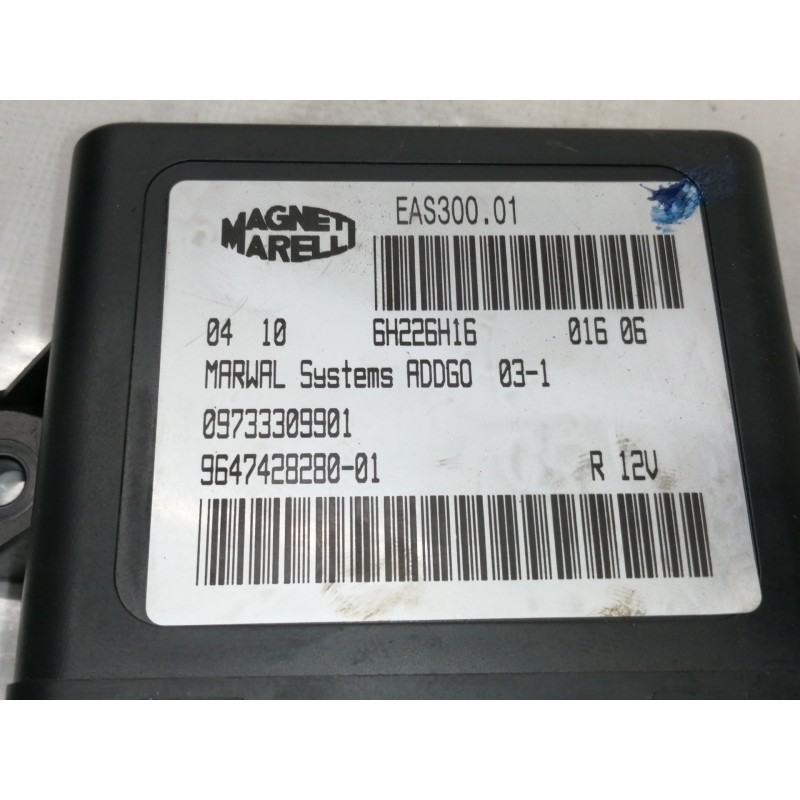 MAGNETI
MARELLI
EAS300.01
04 10 6H226H16 016 06
MARWAL Systems ADDGO 03-1
09733309901
9647428280-01 R 12V